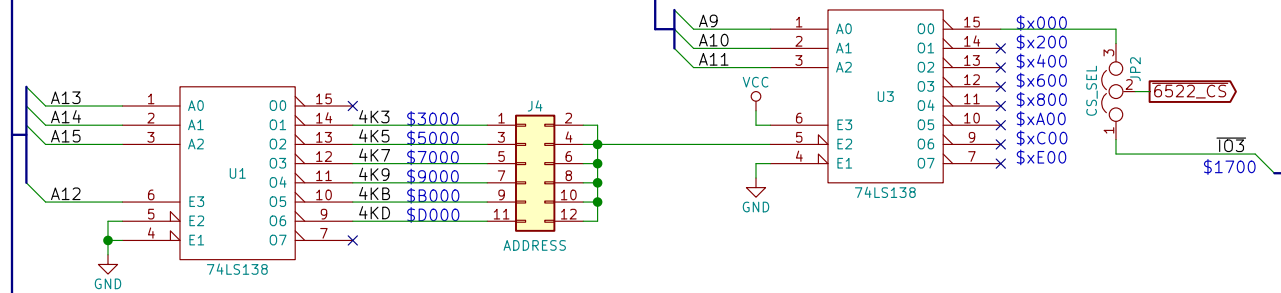 A9 1 A0 O0 15 $x000
A10 2 A1 O1 14 $x200
A11 3 A2 O2 13 $x400
O3 12 $x600
U3
O4 11 $x800
VCC
6 E3 O5 10 $xA00
5 E2 O6 9 $xC00
4 E1 O7 7 $xE00
GND
74LS138
3
JP2
CS_SEL
2
1
6522_CS
IO3
$1700
A13 1 A0 O0 15
A14 2 A1 O1 14 4K3 $3000
A15 3 A2 O2 13 4K5 $5000
O3 12 4K7 $7000
U1
O4 11 4K9 $9000
A12 6 E3 O5 10 4KB $B000
5 E2 O6 9 4KD $D000
4 E1 O7 7
GND
74LS138
J4
1 2
3 4
5 6
7 8
9 10
11 12
ADDRESS